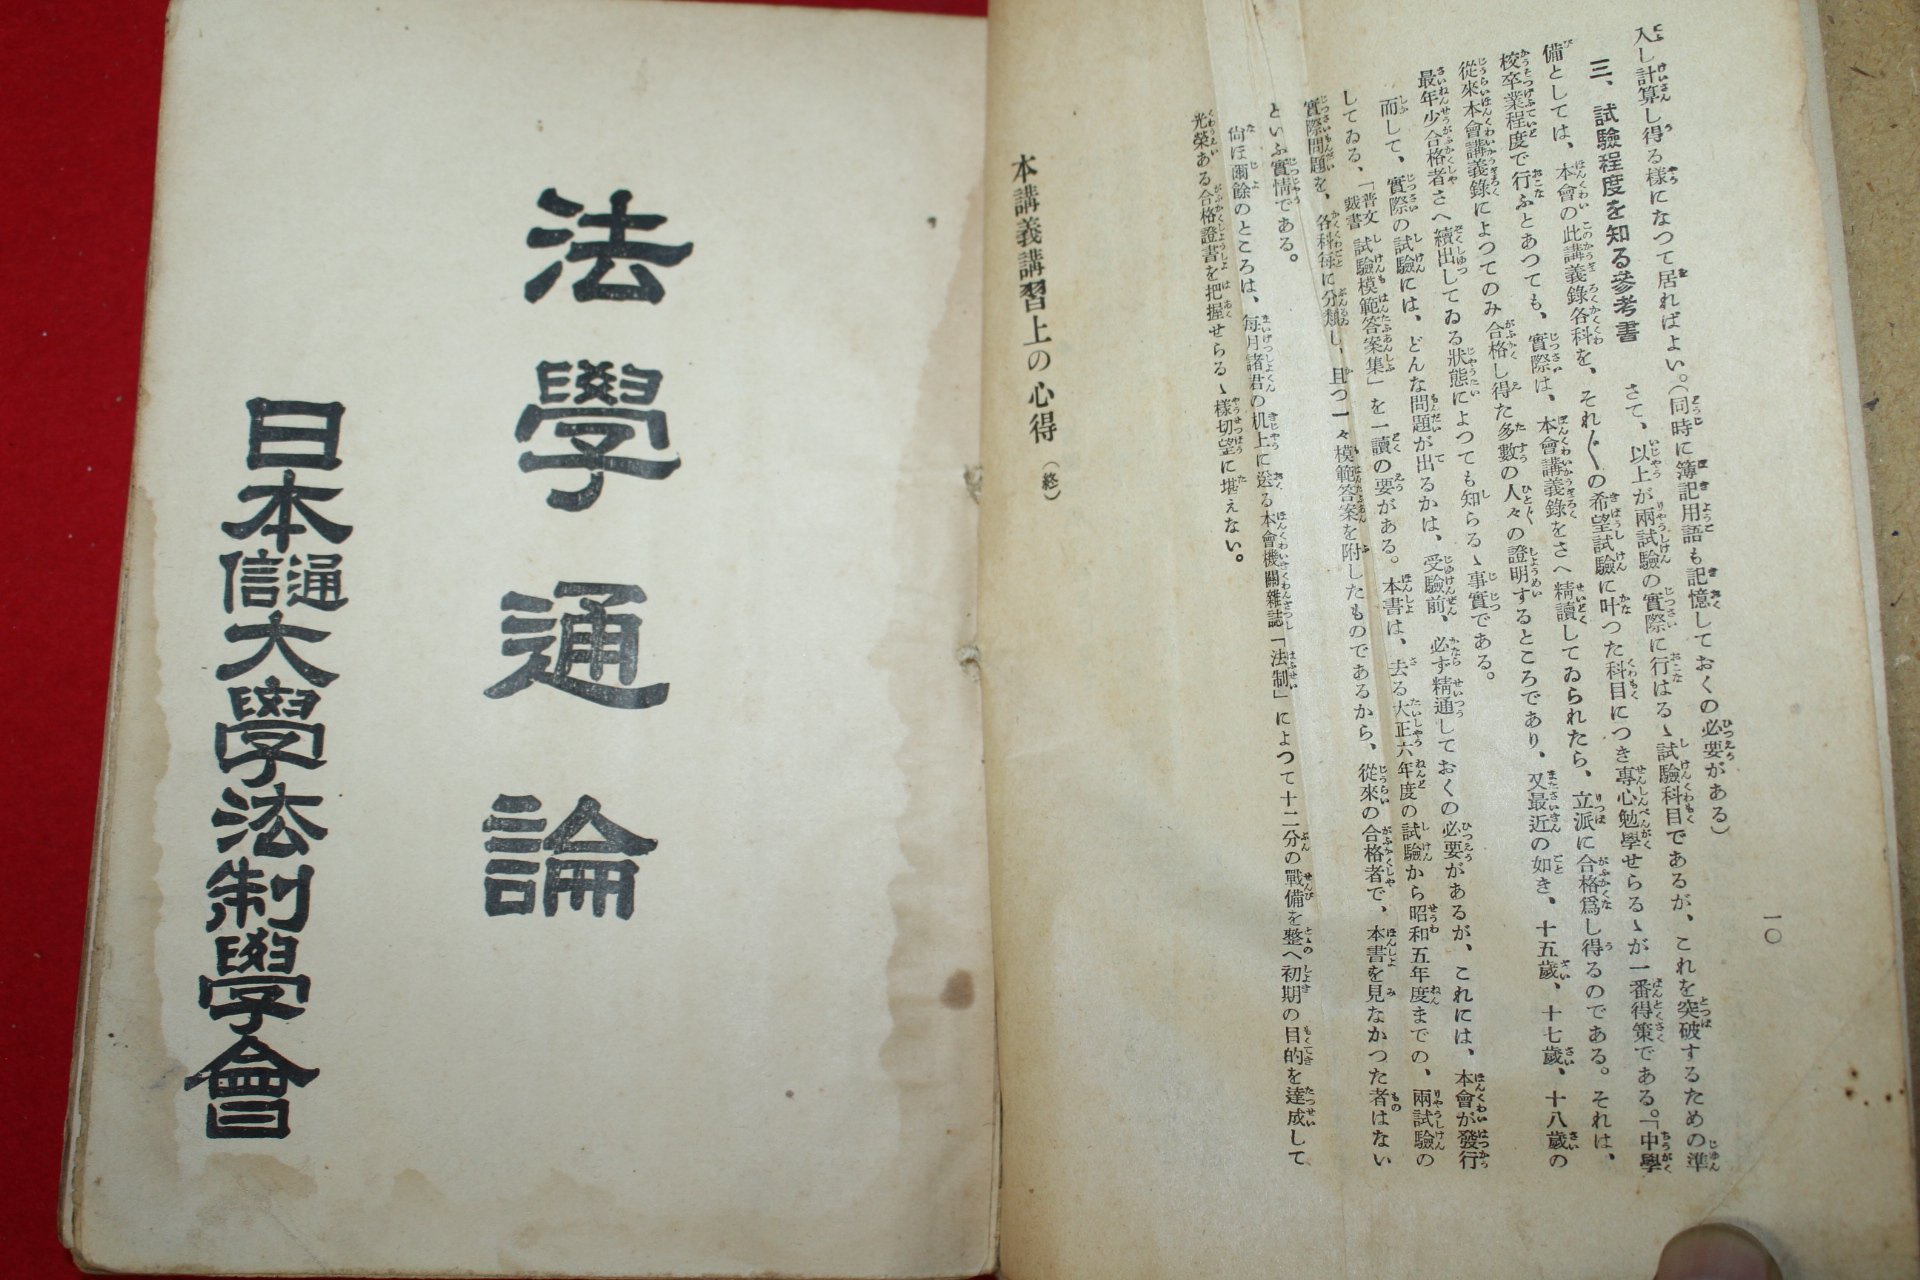 一〇
入し計算し得る樣になつて居ればよい。（同時に簿記用語も記憶しておくの必要がある）
三、試驗程度を知る參考書　さて、以上が兩試驗の實際に行はるゝ試驗科目であるが、これを突破するための準
備としては、本會の此講義錄各科を、それ〴〵の希望試驗に叶つた科目につき專心勉學せらるゝが一番得策である。「中學
校卒業程度で行ふとあつても、實際は、本會講義錄をさへ精讀してゐられたら、立派に合格爲し得るのである。それは、
從來本會講義錄によつてのみ合格し得た多數の人々の證明するところであり、又最近の如き、十五歲、十七歲、十八歲の
最年少合格者さへ續出してゐる狀態によつても知らるゝ事實である。
而して、實際の試驗には、どんな問題が出るかは、受驗前、必ず精通しておくの必要があるが、これには、本會が發行
してゐる、「普文 裁書 試驗模範答案集」を一讀の要がある。本書は、去る大正六年度の試驗から昭和五年度までの、兩試驗の
實際問題を、各科每に分類し、且つ一々模範答案を附したものであるから、從來の合格者で、本書を見なかつた者はない
といふ實情である。
尙ほ爾餘のところは、每月諸君の机上に送る本會機關雜誌「法制」によつて十二分の戰備を整へ初期の目的を達成して
光榮ある合格證書を把握せらるゝ樣切望に堪えない。
本講義講習上の心得（終）
法學通論
日本通信大學法制學會